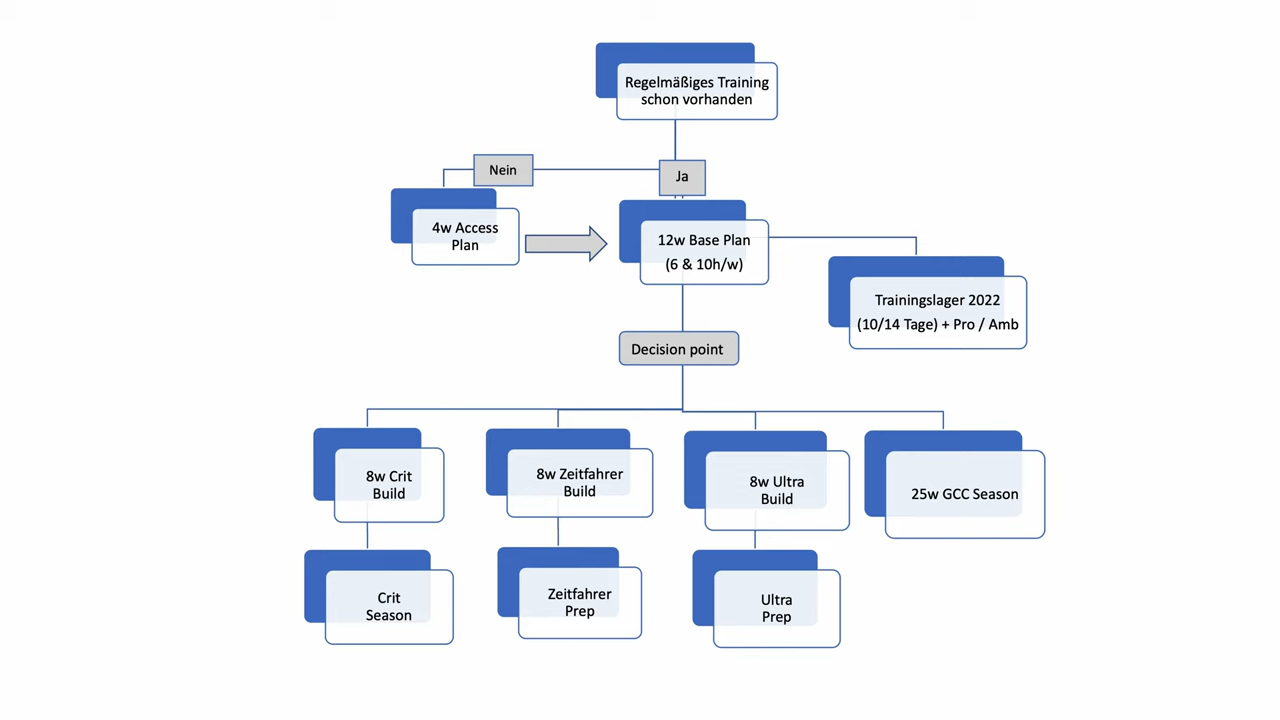 Regelmäßiges Training
schon vorhanden
Nein
Ja
4w Access
Plan
12w Base Plan
(6 & 10h/w)
Trainingslager 2022
(10/14 Tage) + Pro / Amb
Decision point
8w Crit
Build
8w Zeitfahrer
Build
8w Ultra
Build
25w GCC Season
Crit
Season
Zeitfahrer
Prep
Ultra
Prep